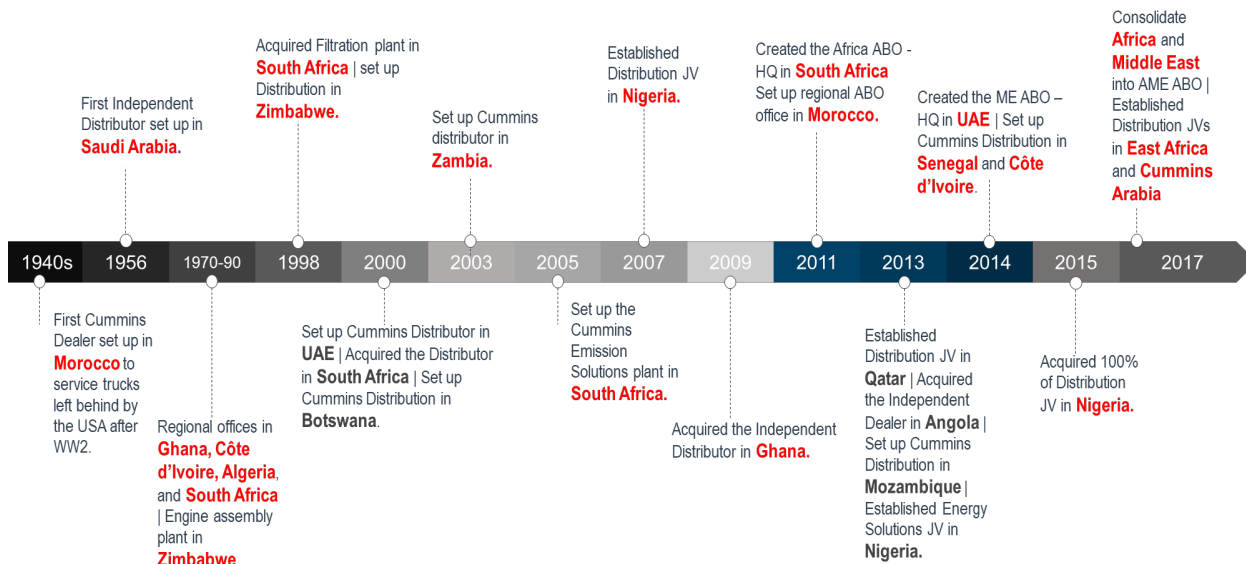 Acquired Filtration plant in
South Africa | set up
Distribution in
Zimbabwe.
First Independent
Distributor set up in
Saudi Arabia.
Set up Cummins
distributor in
Zambia.
Established
Distribution JV
in Nigeria.
Created the Africa ABO -
HQ in South Africa
Set up regional ABO
office in Morocco.
Created the ME ABO –
HQ in UAE | Set up
Cummins Distribution in
Senegal and Côte
d'Ivoire.
Consolidate
Africa and
Middle East
into AME ABO |
Established
Distribution JVs
in East Africa
and Cummins
Arabia
1940s 1956 1970-90 1998 2000 2003 2005 2007 2009 2011 2013 2014 2015 2017
First Cummins
Dealer set up in
Morocco to
service trucks
left behind by
the USA after
WW2.
Regional offices in
Ghana, Côte
d'Ivoire, Algeria,
and South Africa
| Engine assembly
plant in
Zimbabwe
Set up Cummins Distributor in
UAE | Acquired the Distributor
in South Africa | Set up
Cummins Distribution in
Botswana.
Set up the
Cummins
Emission
Solutions plant in
South Africa.
Acquired the Independent
Distributor in Ghana.
Established
Distribution JV in
Qatar | Acquired
the Independent
Dealer in Angola |
Set up Cummins
Distribution in
Mozambique |
Established Energy
Solutions JV in
Nigeria.
Acquired 100%
of Distribution
JV in Nigeria.